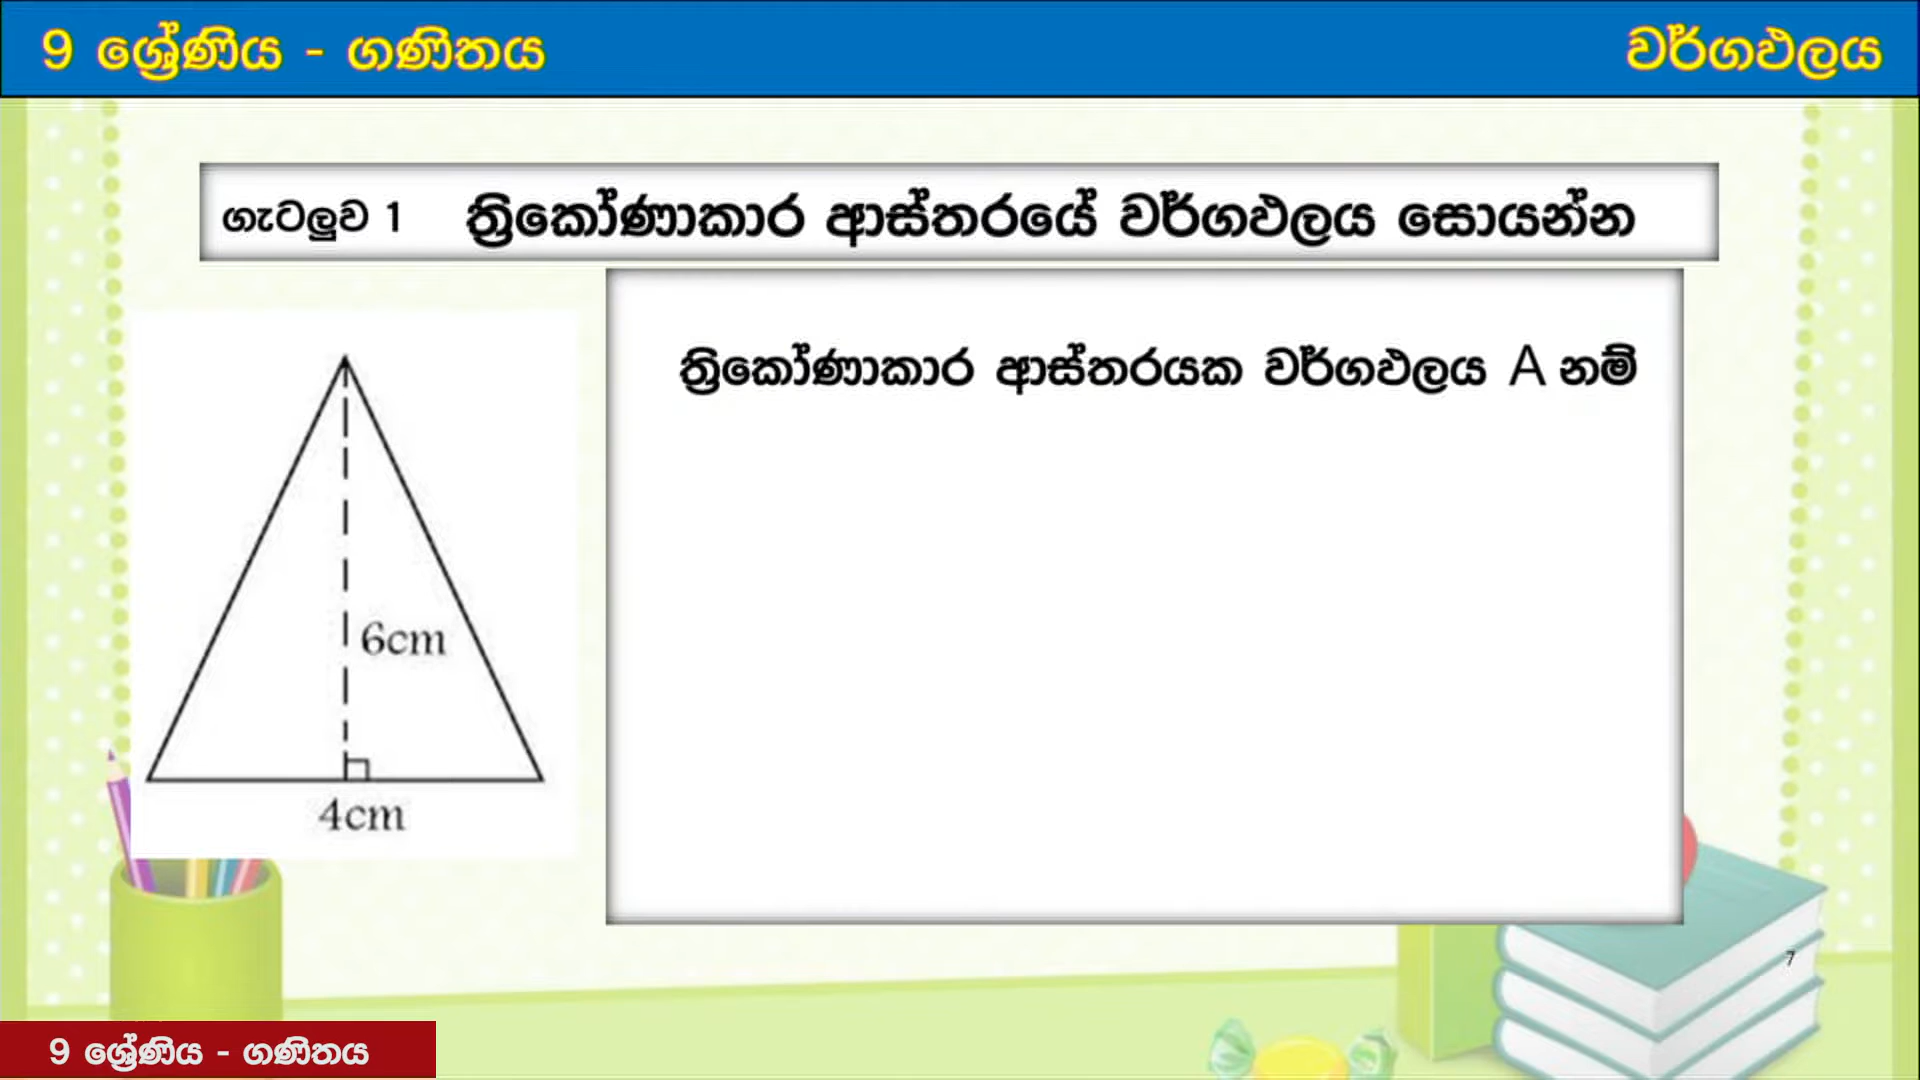 9 ශ්‍රේණිය - ගණිතය
වර්ගඵලය
ගැටලුව 1 ත්‍රිකෝණාකාර ආස්තරයේ වර්ගඵලය සොයන්න
ත්‍රිකෝණාකාර ආස්තරයක වර්ගඵලය A නම්
6cm
4cm
7
9 ශ්‍රේණිය - ගණිතය